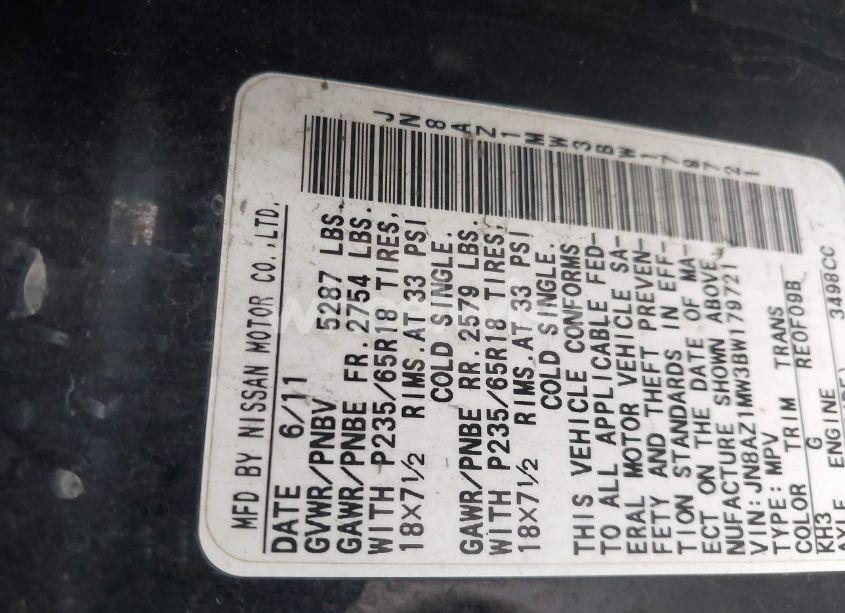 MFD BY NISSAN MOTOR CO.,LTD.
JN8AZ1MW3BW179721
DATE 6/11
GVWR/PNBV 5287 LBS.
GAWR/PNBE FR.2754 LBS.
WITH P235/65R18 TIRES,
18X7½ RIMS.AT 33 PSI
COLD SINGLE.
GAWR/PNBE RR.2579 LBS.
WITH P235/65R18 TIRES,
18X7½ RIMS.AT 33 PSI
COLD SINGLE.
THIS VEHICLE CONFORMS
TO ALL APPLICABLE FED-
ERAL MOTOR VEHICLE SA-
FETY AND THEFT PREVEN-
TION STANDARDS IN EFF-
ECT ON THE DATE OF MA-
NUFACTURE SHOWN ABOVE.
VIN:JN8AZ1MW3BW179721
TYPE:MPV
COLOR TRIM TRANS
KH3 G RE0F09B
AXLE ENGINE 3498CC